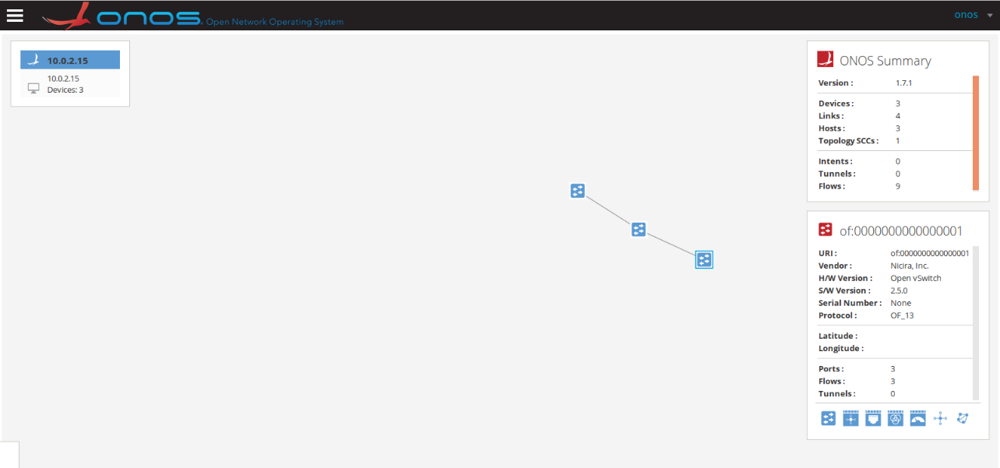 onos Open Network Operating System
onos
10.0.2.15
10.0.2.15
Devices: 3
ONOS Summary
Version : 1.7.1
Devices : 3
Links : 4
Hosts : 3
Topology SCCs : 1
Intents : 0
Tunnels : 0
Flows : 9
of:0000000000000001
URI : of:0000000000000001
Vendor : Nicira, Inc.
H/W Version : Open vSwitch
S/W Version : 2.5.0
Serial Number : None
Protocol : OF_13
Latitude :
Longitude :
Ports : 3
Flows : 3
Tunnels : 0